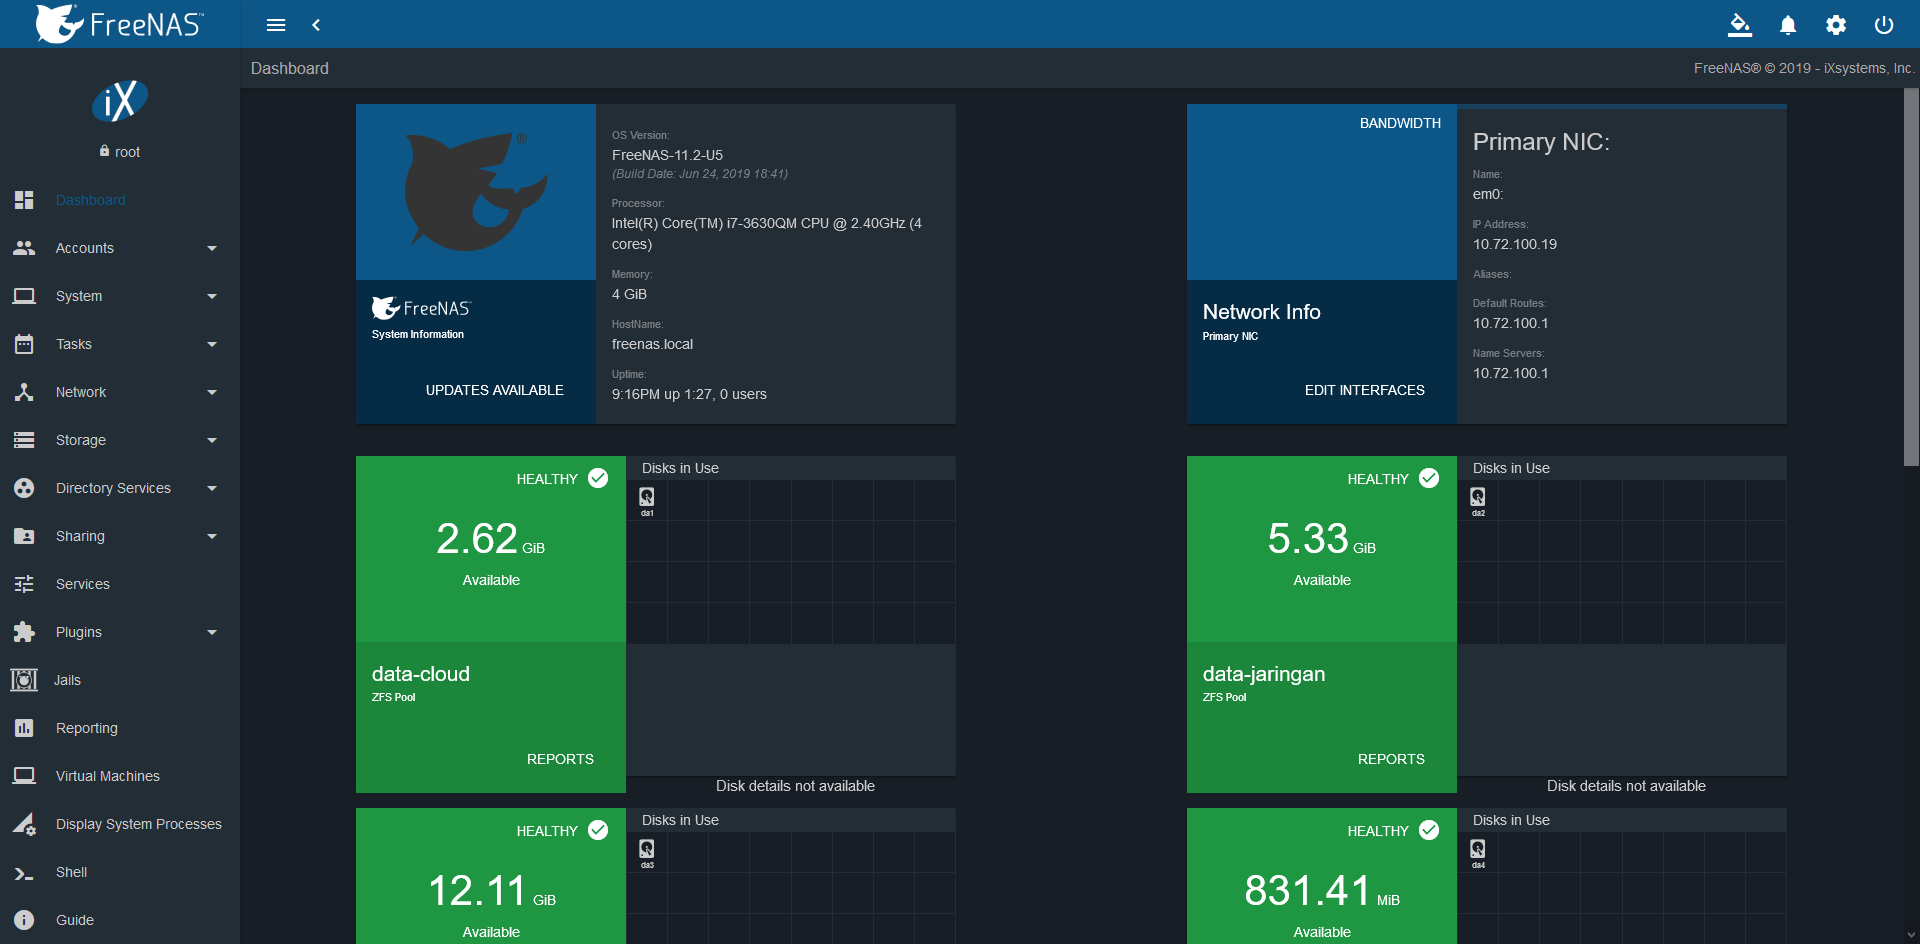 FreeNAS™
Dashboard
FreeNAS® © 2019 - iXsystems, Inc.
iX
root
Dashboard
Accounts
System
Tasks
Network
Storage
Directory Services
Sharing
Services
Plugins
Jails
Reporting
Virtual Machines
Display System Processes
Shell
Guide
®
FreeNAS™
System Information
UPDATES AVAILABLE
OS Version:
FreeNAS-11.2-U5
(Build Date: Jun 24, 2019 18:41)
Processor:
Intel(R) Core(TM) i7-3630QM CPU @ 2.40GHz (4
cores)
Memory:
4 GiB
HostName:
freenas.local
Uptime:
9:16PM up 1:27, 0 users
BANDWIDTH
Network Info
Primary NIC
EDIT INTERFACES
Primary NIC:
Name:
em0:
IP Address:
10.72.100.19
Aliases:
Default Routes:
10.72.100.1
Name Servers:
10.72.100.1
HEALTHY
2.62 GiB
Available
data-cloud
ZFS Pool
REPORTS
Disks in Use
da1
Disk details not available
HEALTHY
5.33 GiB
Available
data-jaringan
ZFS Pool
REPORTS
Disks in Use
da2
Disk details not available
HEALTHY
12.11 GiB
Available
Disks in Use
da3
HEALTHY
831.41 MiB
Available
Disks in Use
da4